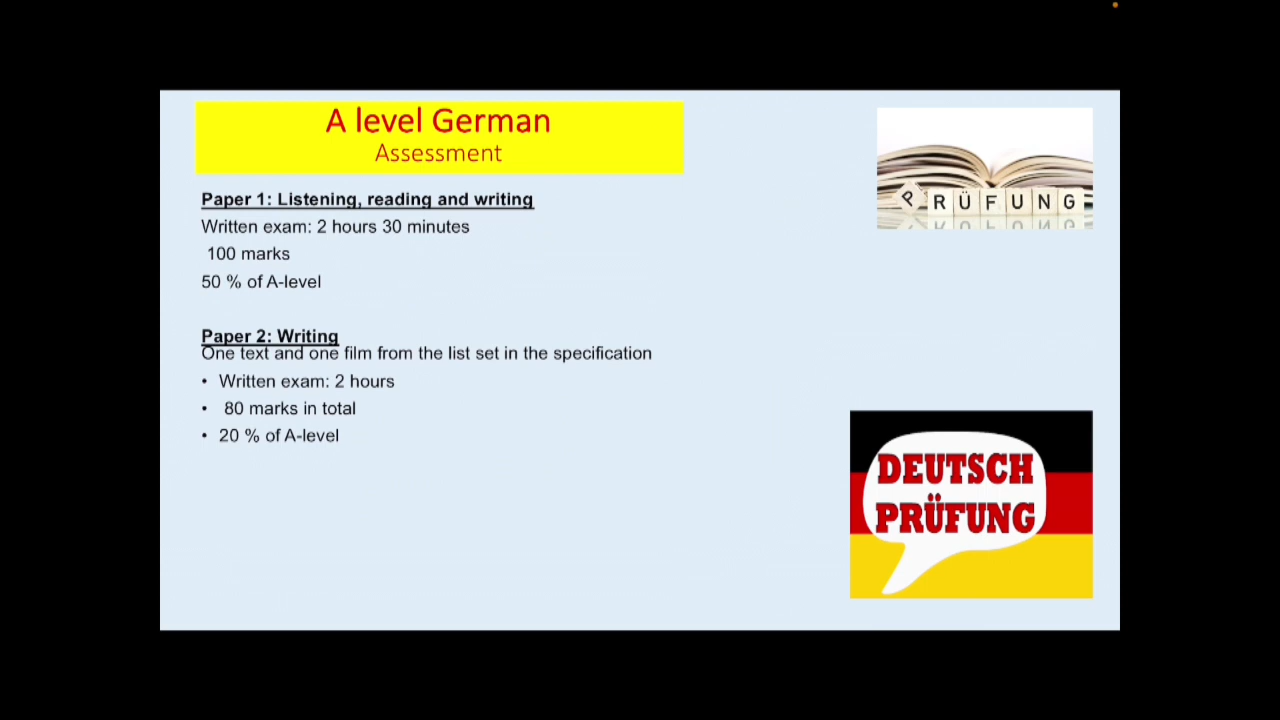 A level German
Assessment
Paper 1: Listening, reading and writing
Written exam: 2 hours 30 minutes
100 marks
50 % of A-level
Paper 2: Writing
One text and one film from the list set in the specification
• Written exam: 2 hours
• 80 marks in total
• 20 % of A-level
PRÜFUNG
DEUTSCH
PRÜFUNG